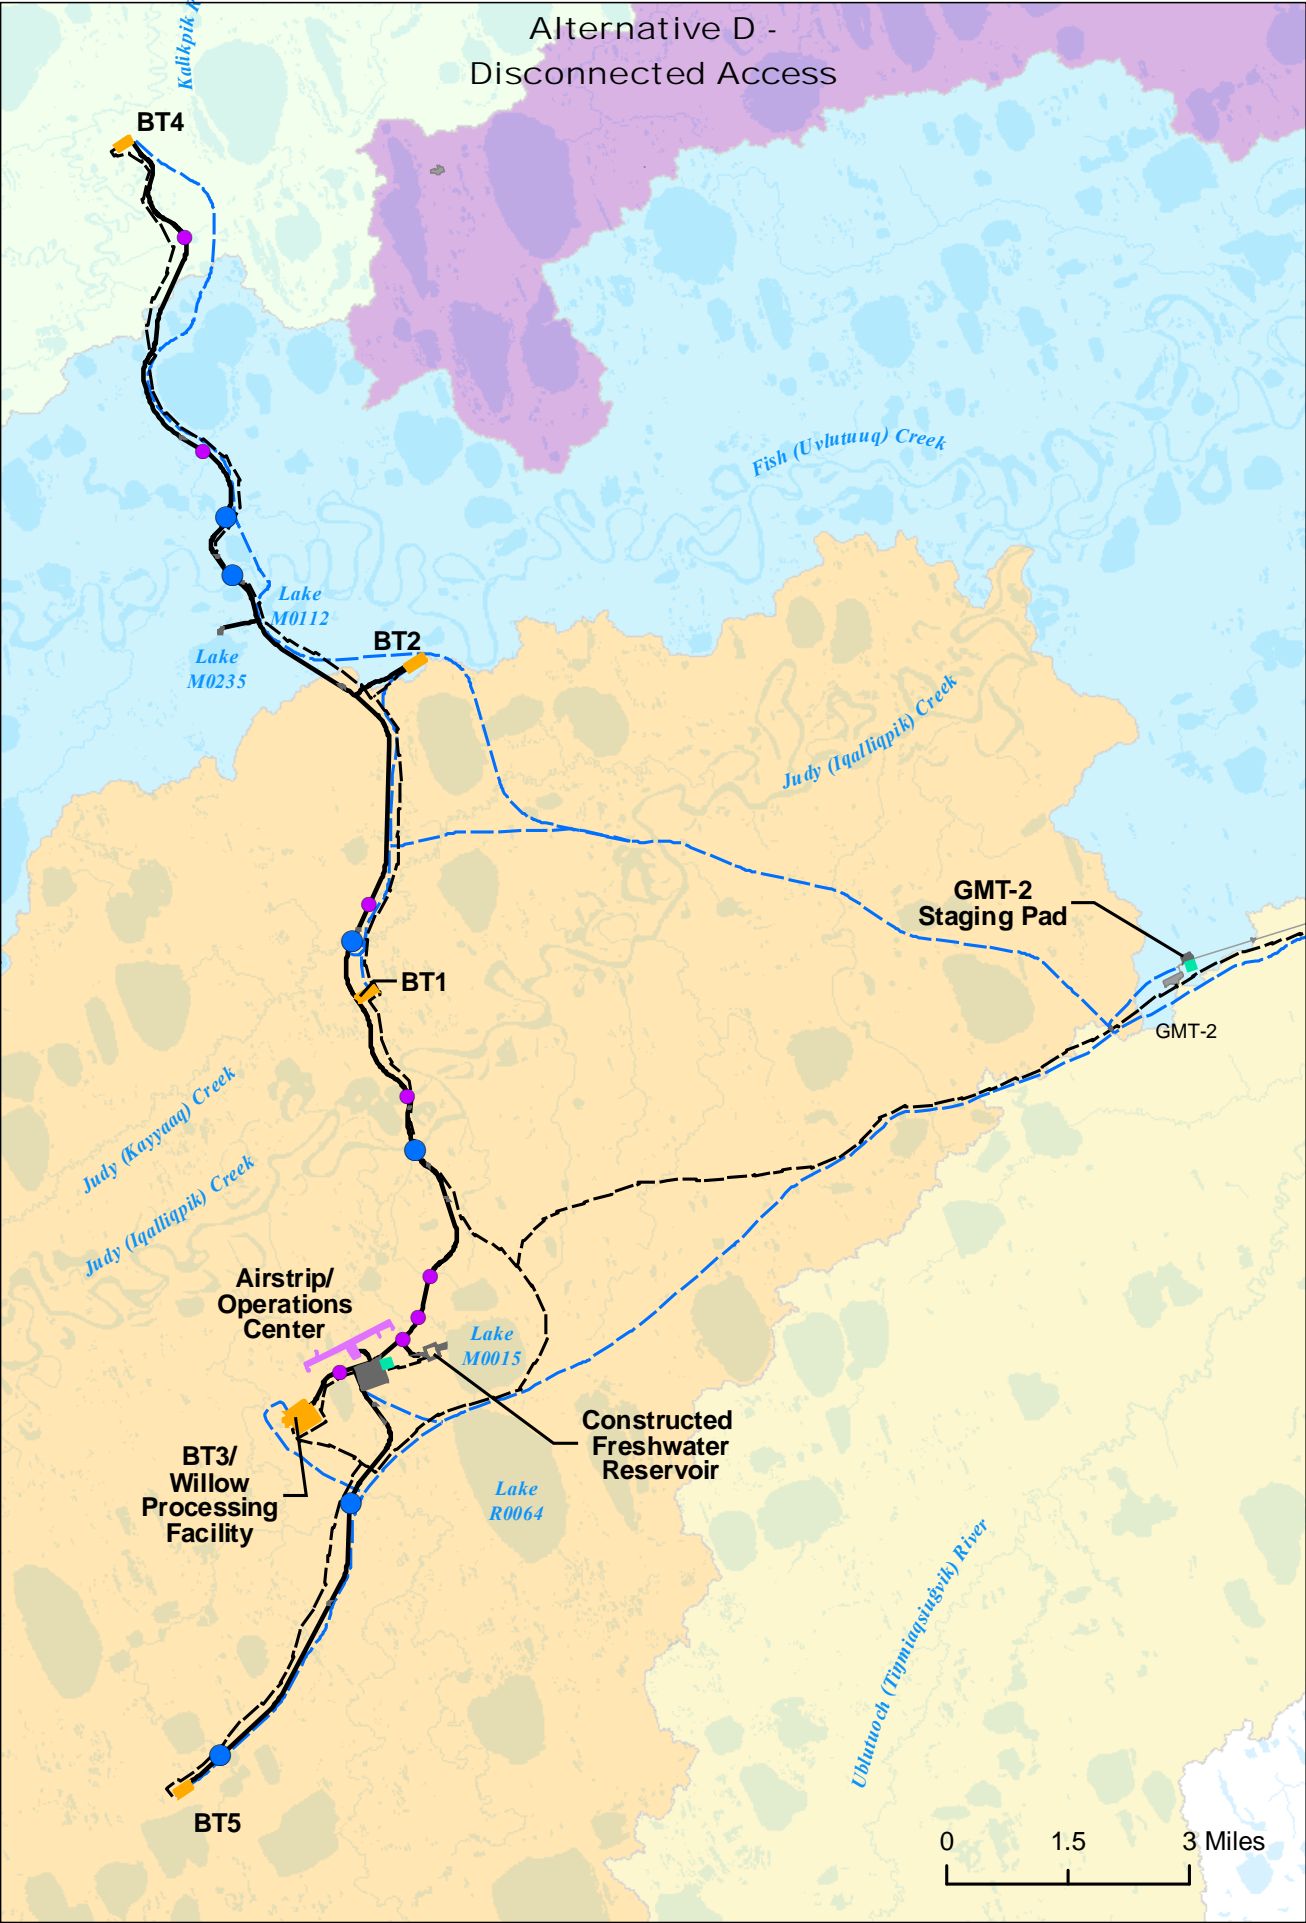 Alternative D -
Disconnected Access
Kalikpik
BT4
Fish (Uvlutuuq) Creek
Lake
M0112
BT2
Lake
M0235
Judy (Iqalliqpik) Creek
GMT-2
Staging Pad
BT1
GMT-2
Judy (Kayyaaq) Creek
Judy (Iqalliqpik) Creek
Airstrip/
Operations
Center
Lake
M0015
Constructed
Freshwater
Reservoir
BT3/
Willow
Processing
Facility
Lake
R0064
Ublutuoch (Tiŋmiaqsiuġvik) River
BT5
0 1.5 3 Miles